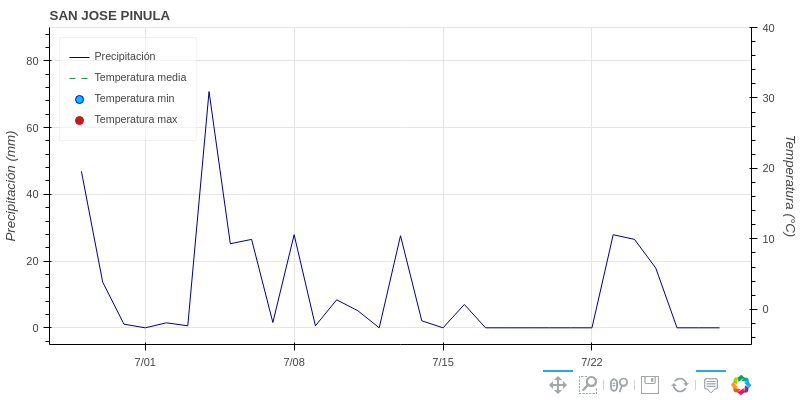 SAN JOSE PINULA
Precipitación
Temperatura media
Temperatura min
Temperatura max
Precipitación (mm)
80
60
40
20
0
Temperatura (°C)
40
30
20
10
0
7/01
7/08
7/15
7/22